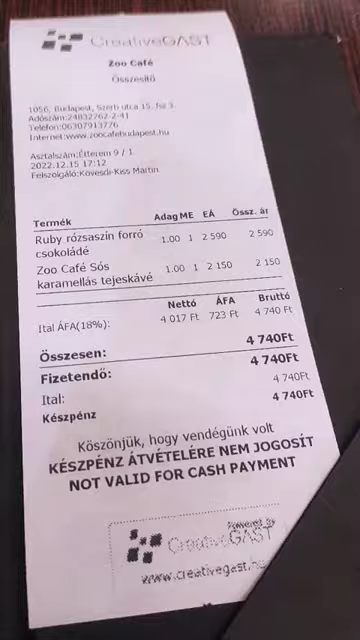 CreativeGAST
Zoo Café
Összesítő
1056, Budapest, Szerb utca 15. fsz 3.
Adószám:24832762-2-41
Telefon:06307913776
Internet:www.zoocafebudapest.hu
Asztalszám:Étterem 9 / 1
2022.12.15 17:12
Felszolgáló:Kövesdi-Kiss Martin
Termék Adag ME EÁ Össz. ár
Ruby rózsaszín forró csokoládé 1.00 1 2 590 2 590
Zoo Café Sós karamellás tejeskávé 1.00 1 2 150 2 150
Nettó ÁFA Bruttó
Ital ÁFA(18%): 4 017 Ft 723 Ft 4 740 Ft
Összesen: 4 740Ft
Fizetendő: 4 740Ft
Ital: 4 740Ft
Készpénz 4 740Ft
Köszönjük, hogy vendégünk volt
KÉSZPÉNZ ÁTVÉTELÉRE NEM JOGOSÍT
NOT VALID FOR CASH PAYMENT
Powered by
CreativeGAST
www.creativegast.hu